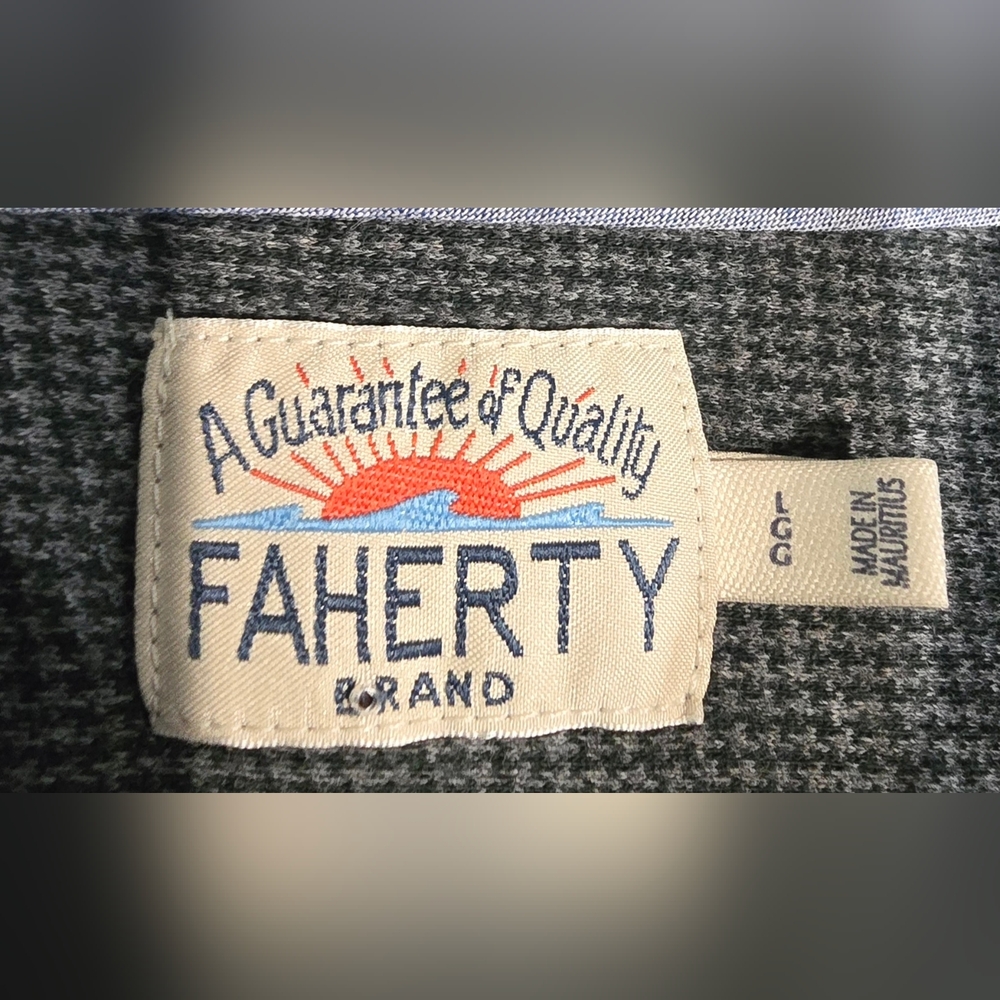 A Guarantee of Quality
FAHERTY
BRAND
MADE IN
MAURITIUS